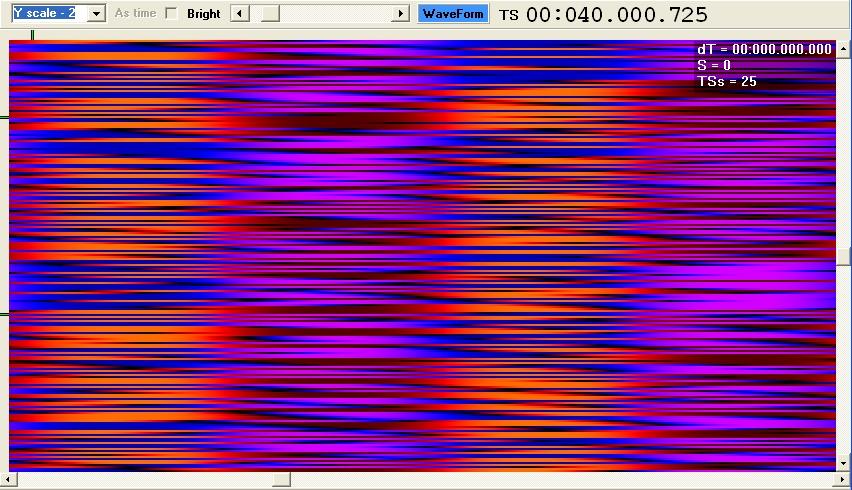 Y scale - 2 As time Bright WaveForm TS 00:040.000.725
dT = 00:000.000.000
S = 0
TSs = 25